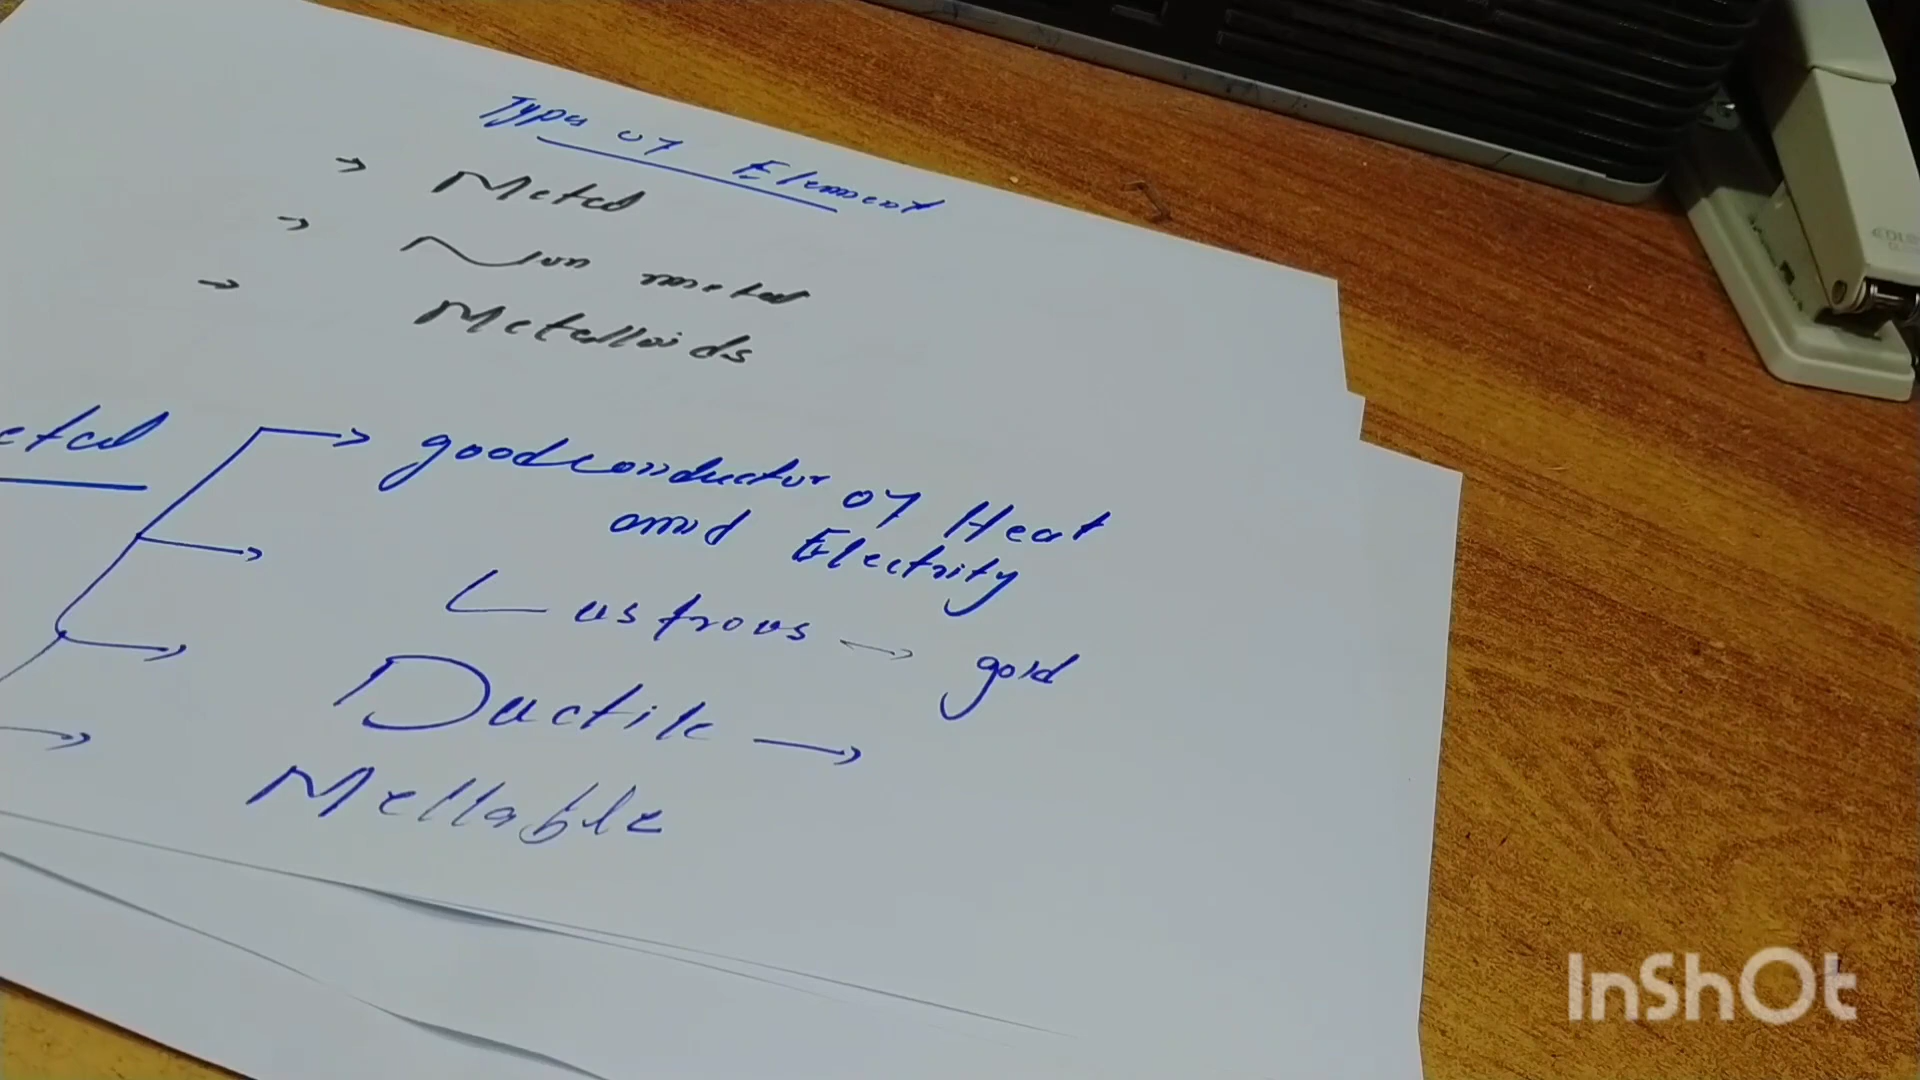 Types of Element
→ Metal
→ Non metal
→ Metalloids
etal
→ good conductor of Heat
and Electrity
→ Lustrous → gold
→ Ductile →
→ Mellable
InShOt